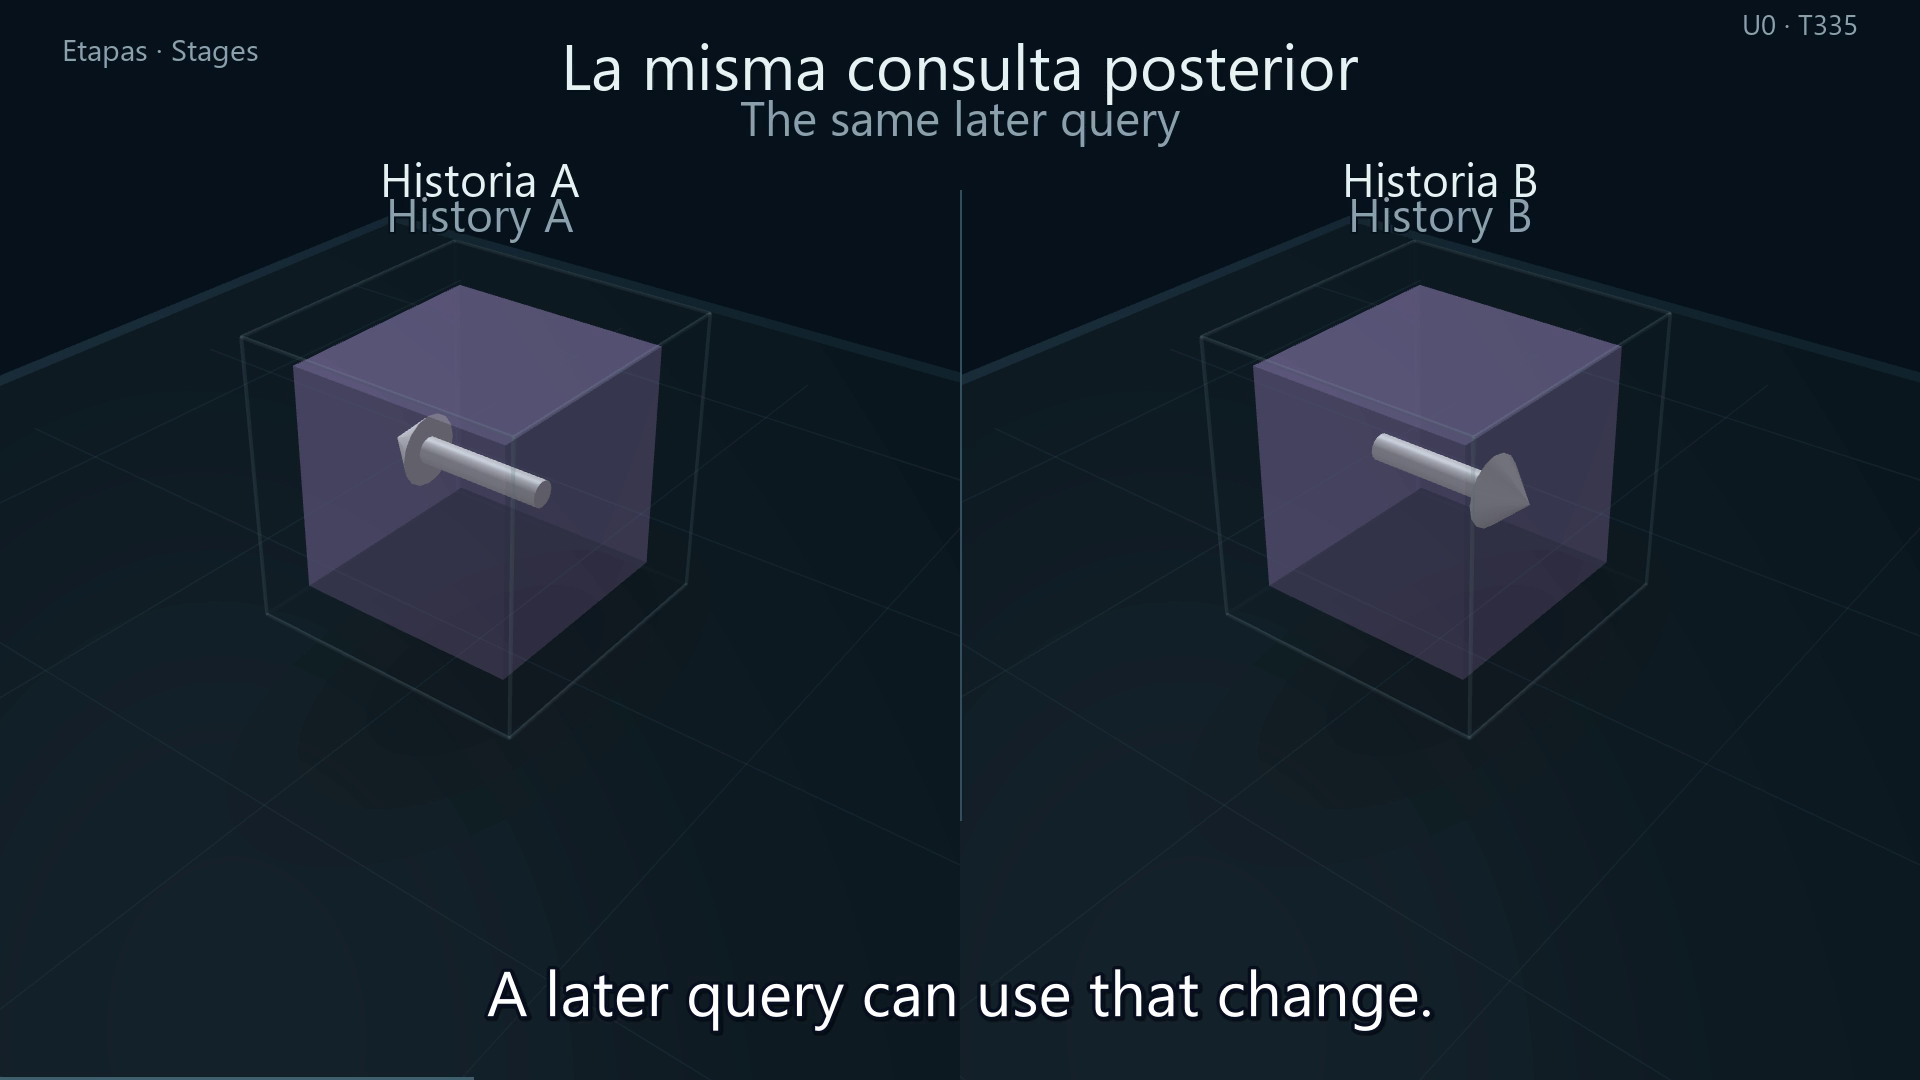 Etapas · Stages
U0 · T335
La misma consulta posterior
The same later query
Historia A
History A
Historia B
History B
A later query can use that change.